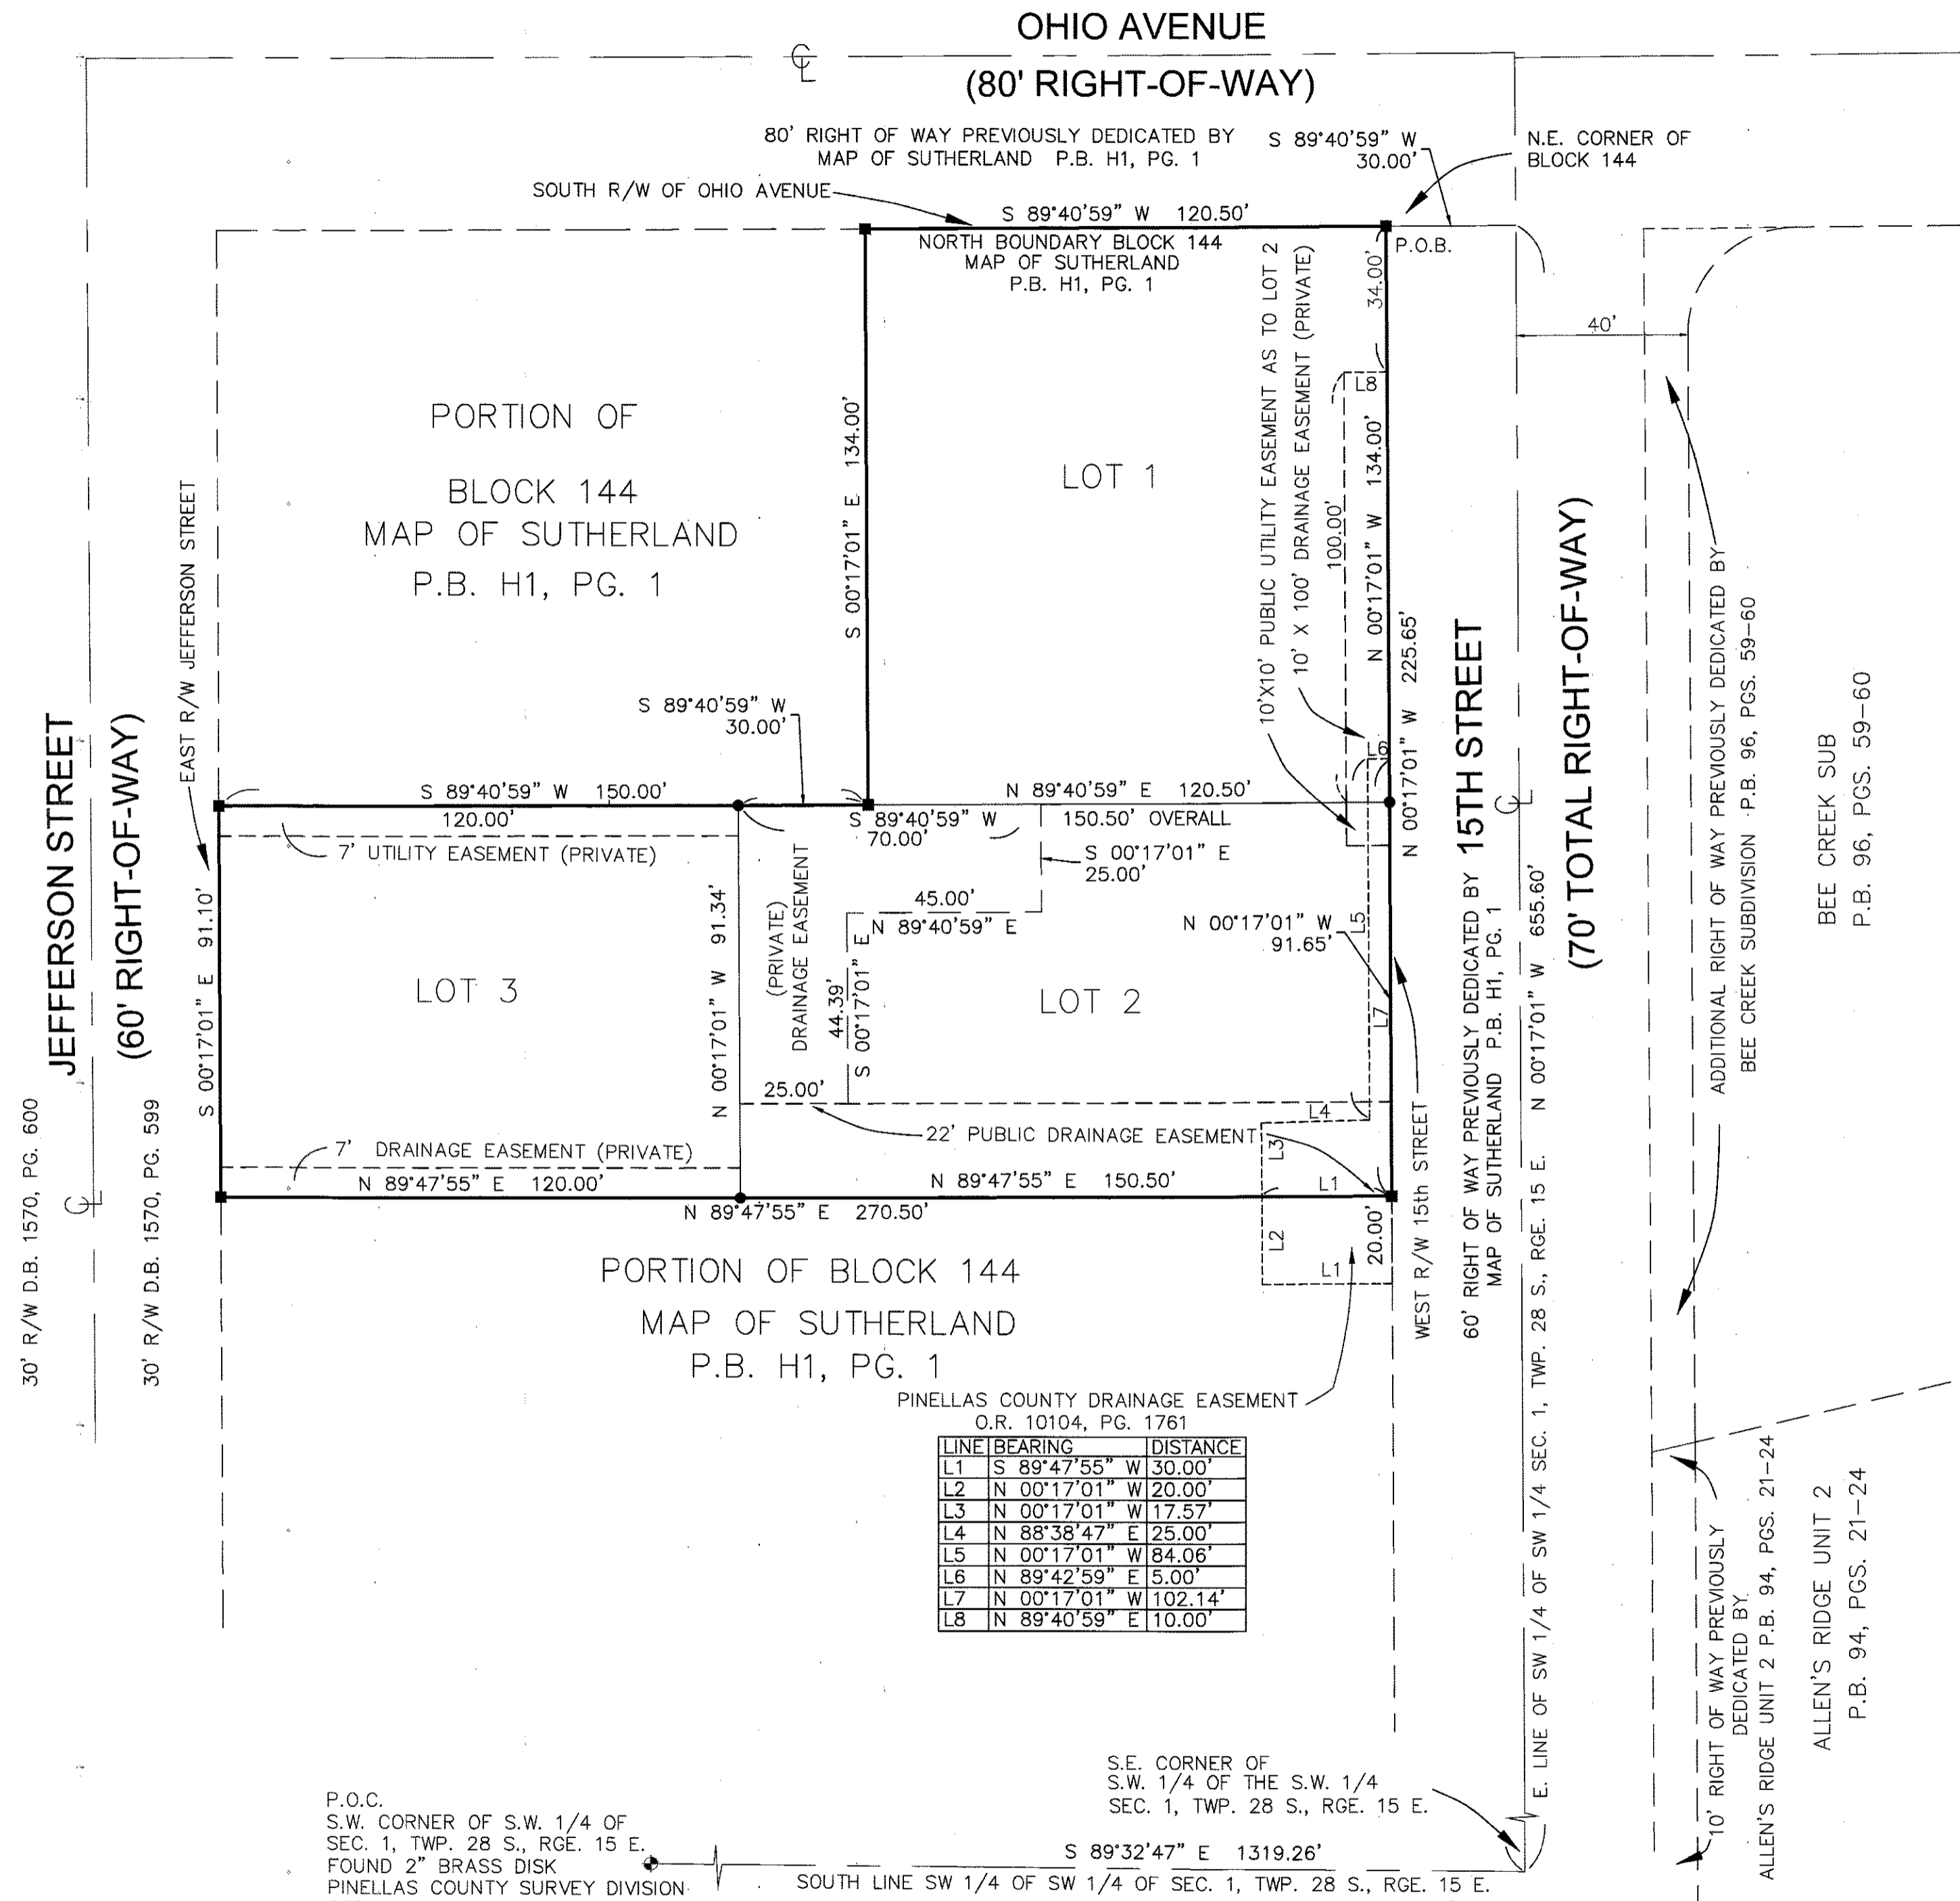 OHIO AVENUE
(80' RIGHT-OF-WAY)
80' RIGHT OF WAY PREVIOUSLY DEDICATED BY
MAP OF SUTHERLAND P.B. H1, PG. 1
S 89°40'59" W
30.00'
N.E. CORNER OF
BLOCK 144
SOUTH R/W OF OHIO AVENUE
S 89°40'59" W 120.50'
NORTH BOUNDARY BLOCK 144
MAP OF SUTHERLAND
P.B. H1, PG. 1
P.O.B.
34.00'
40'
L8
PORTION OF
BLOCK 144
MAP OF SUTHERLAND
P.B. H1, PG. 1
S 00°17'01" E 134.00'
LOT 1
10'X10' PUBLIC UTILITY EASEMENT AS TO LOT 2
10' X 100' DRAINAGE EASEMENT (PRIVATE)
100.00'
N 00°17'01" W 134.00'
N 00°17'01" W 225.65'
15TH STREET
(70' TOTAL RIGHT-OF-WAY)
60' RIGHT OF WAY PREVIOUSLY DEDICATED BY
MAP OF SUTHERLAND P.B. H1, PG. 1
ADDITIONAL RIGHT OF WAY PREVIOUSLY DEDICATED BY
BEE CREEK SUBDIVISION P.B. 96, PGS. 59-60
BEE CREEK SUB
P.B. 96, PGS. 59-60
JEFFERSON STREET
(60' RIGHT-OF-WAY)
EAST R/W JEFFERSON STREET
30' R/W D.B. 1570, PG. 600
30' R/W D.B. 1570, PG. 599
S 89°40'59" W
30.00'
L6
S 89°40'59" W 150.00'
120.00'
N 89°40'59" E 120.50'
150.50' OVERALL
S 89°40'59" W
70.00'
7' UTILITY EASEMENT (PRIVATE)
S 00°17'01" E
25.00'
45.00'
N 89°40'59" E
S 00°17'01" E 91.10'
LOT 3
N 00°17'01" W 91.34'
(PRIVATE)
DRAINAGE EASEMENT
44.39'
S 00°17'01" E
N 00°17'01" W
91.65'
L5
LOT 2
L7
25.00'
L4
22' PUBLIC DRAINAGE EASEMENT
L3
7' DRAINAGE EASEMENT (PRIVATE)
N 89°47'55" E 120.00'
N 89°47'55" E 150.50'
L1
N 89°47'55" E 270.50'
L2
20.00'
L1
WEST R/W 15th STREET
PORTION OF BLOCK 144
MAP OF SUTHERLAND
P.B. H1, PG. 1
PINELLAS COUNTY DRAINAGE EASEMENT
O.R. 10104, PG. 1761
LINE BEARING DISTANCE
L1 S 89°47'55" W 30.00'
L2 N 00°17'01" W 20.00'
L3 N 00°17'01" W 17.57'
L4 N 88°38'47" E 25.00'
L5 N 00°17'01" W 84.06'
L6 N 89°42'59" E 5.00'
L7 N 00°17'01" W 102.14'
L8 N 89°40'59" E 10.00'
E. LINE OF SW 1/4 OF SW 1/4 SEC. 1, TWP. 28 S., RGE. 15 E. N 00°17'01" W 655.60'
10' RIGHT OF WAY PREVIOUSLY
DEDICATED BY
ALLEN'S RIDGE UNIT 2 P.B. 94, PGS. 21-24
ALLEN'S RIDGE UNIT 2
P.B. 94, PGS. 21-24
S.E. CORNER OF
S.W. 1/4 OF THE S.W. 1/4
SEC. 1, TWP. 28 S., RGE. 15 E.
P.O.C.
S.W. CORNER OF S.W. 1/4 OF
SEC. 1, TWP. 28 S., RGE. 15 E.
FOUND 2" BRASS DISK
PINELLAS COUNTY SURVEY DIVISION
S 89°32'47" E 1319.26'
SOUTH LINE SW 1/4 OF SW 1/4 OF SEC. 1, TWP. 28 S., RGE. 15 E.